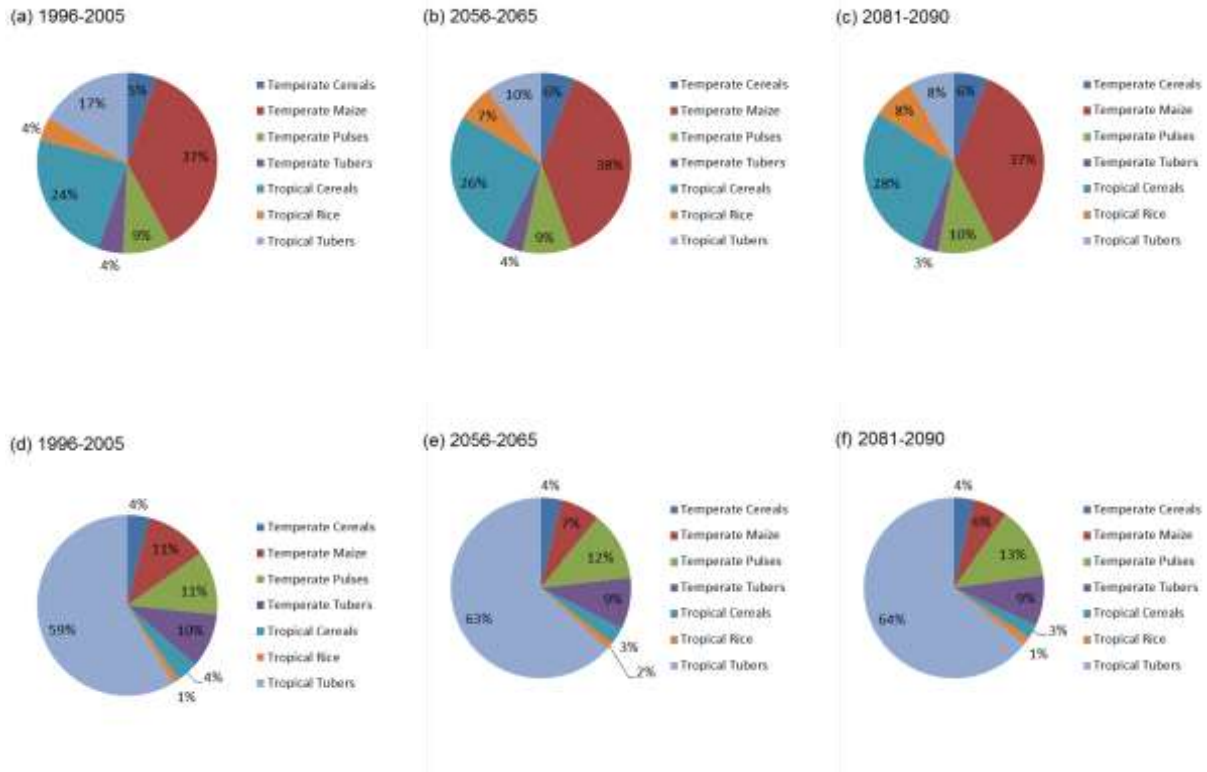 (a) 1996-2005
5%
37%
9%
4%
24%
4%
17%
Temperate Cereals
Temperate Maize
Temperate Pulses
Temperate Tubers
Tropical Cereals
Tropical Rice
Tropical Tubers
(b) 2056-2065
6%
38%
9%
4%
26%
7%
10%
Temperate Cereals
Temperate Maize
Temperate Pulses
Temperate Tubers
Tropical Cereals
Tropical Rice
Tropical Tubers
(c) 2081-2090
6%
37%
10%
3%
28%
8%
8%
Temperate Cereals
Temperate Maize
Temperate Pulses
Temperate Tubers
Tropical Cereals
Tropical Rice
Tropical Tubers
(d) 1996-2005
4%
11%
11%
10%
4%
1%
59%
Temperate Cereals
Temperate Maize
Temperate Pulses
Temperate Tubers
Tropical Cereals
Tropical Rice
Tropical Tubers
(e) 2056-2065
4%
7%
12%
9%
3%
2%
63%
Temperate Cereals
Temperate Maize
Temperate Pulses
Temperate Tubers
Tropical Cereals
Tropical Rice
Tropical Tubers
(f) 2081-2090
4%
6%
13%
9%
3%
1%
64%
Temperate Cereals
Temperate Maize
Temperate Pulses
Temperate Tubers
Tropical Cereals
Tropical Rice
Tropical Tubers